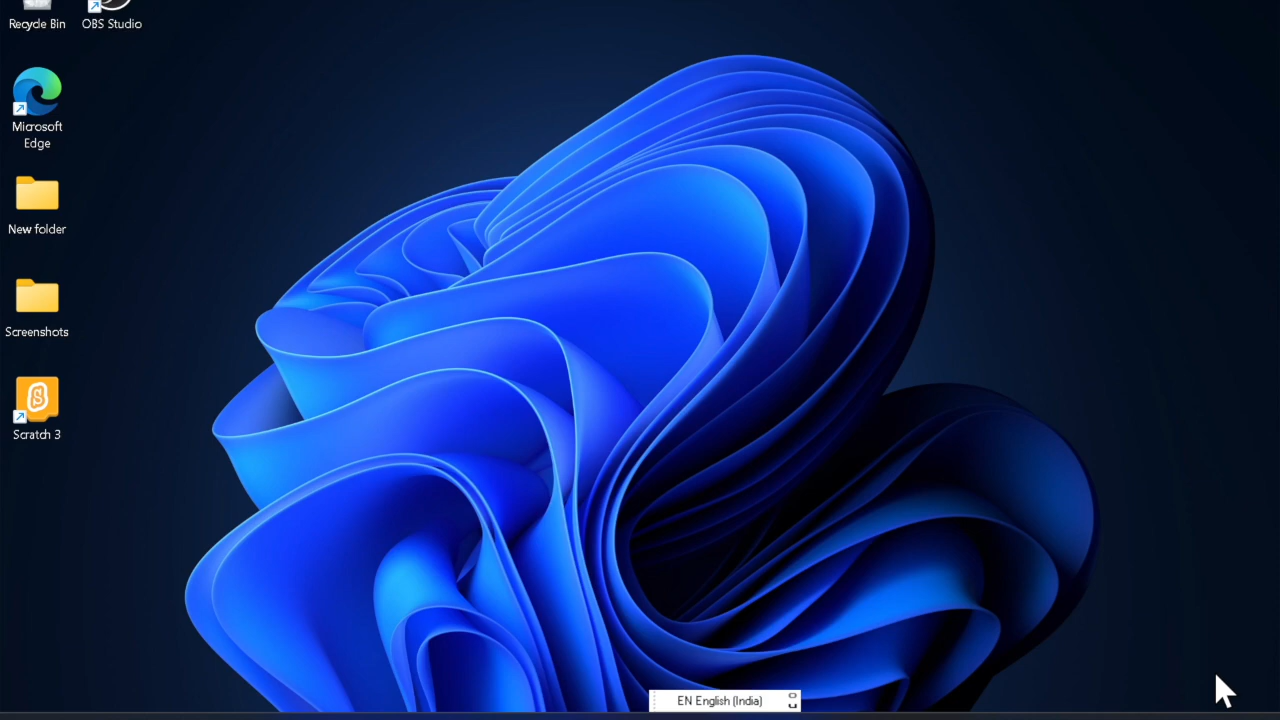 Recycle Bin
OBS Studio
Microsoft
Edge
New folder
Screenshots
Scratch 3
EN English (India)